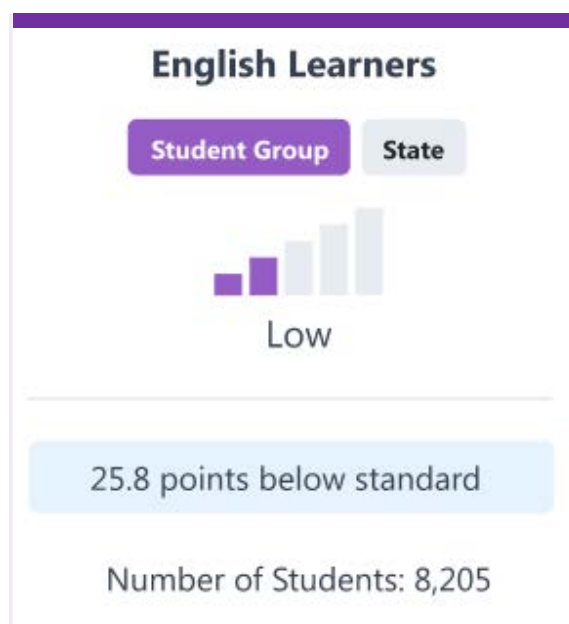 English Learners
Student Group State
Low
25.8 points below standard
Number of Students: 8,205